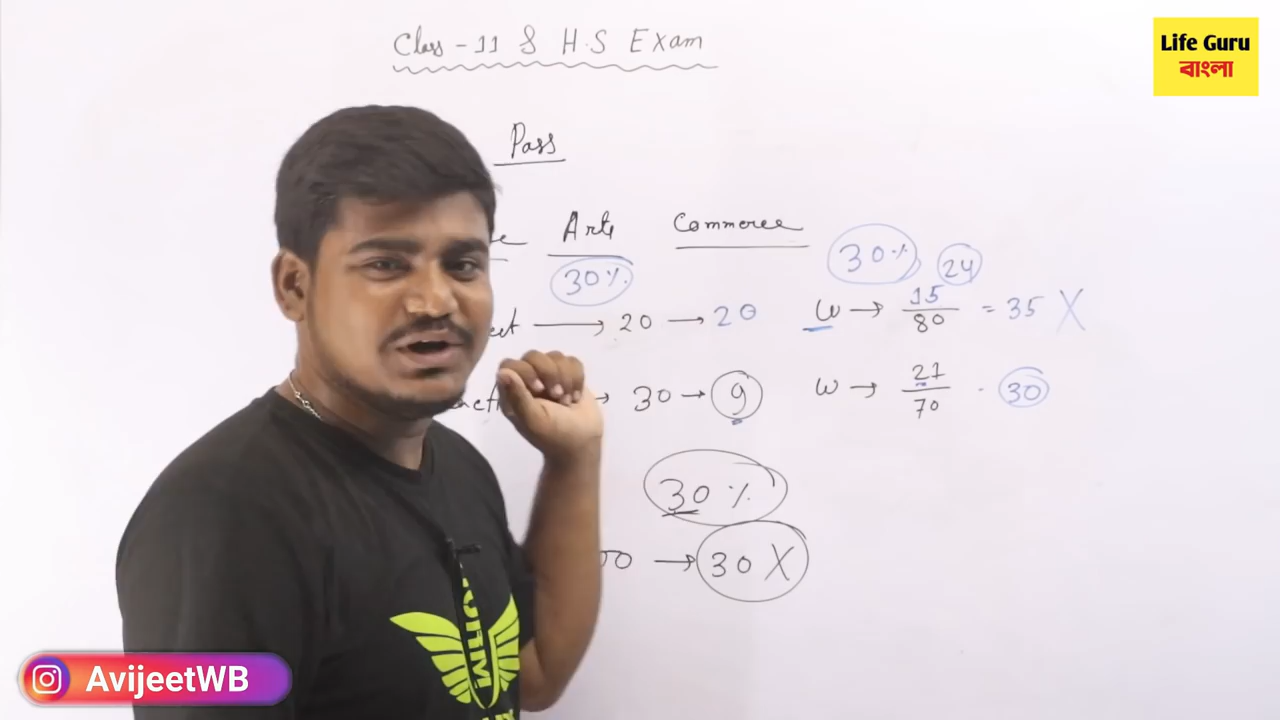 Class - 11 & H.S Exam
Life Guru
বাংলা
Pass
Arts Commerce
30%
30% 24
20 → 20
W → 15/80 = 35 X
30 → 9
W → 21/70 - 30
30%
→ 30 X
AvijeetWB